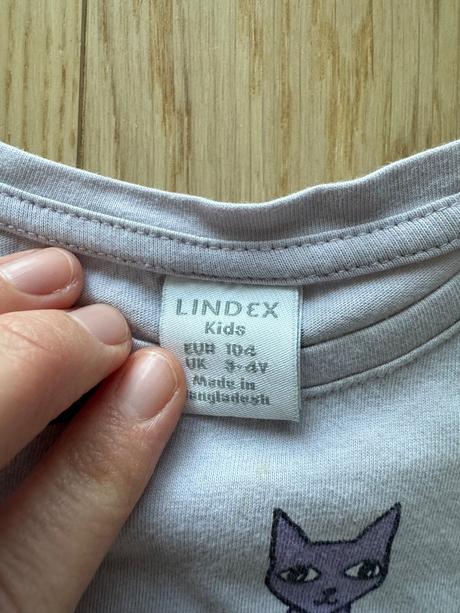 LINDEX
Kids
EUR 104
UK 3-4Y
Made in
Bangladesh